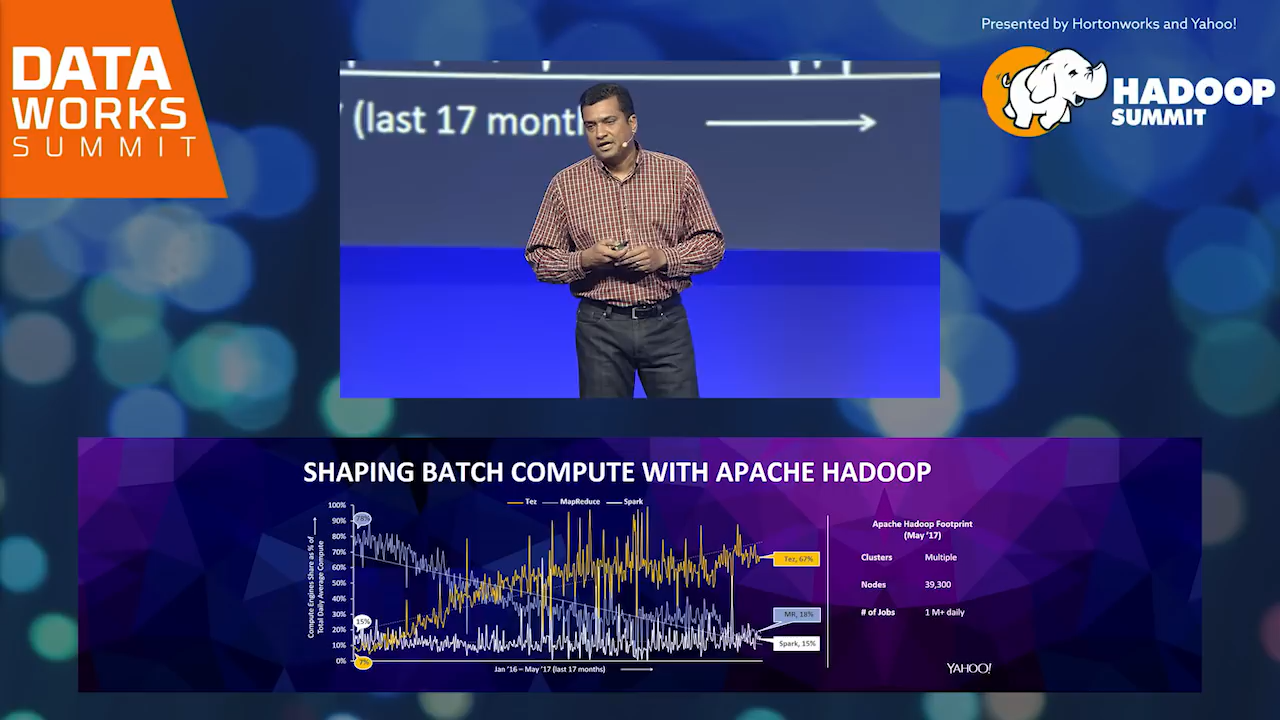 DATA
WORKS
SUMMIT
Presented by Hortonworks and Yahoo!
HADOOP
SUMMIT
(last 17 month
SHAPING BATCH COMPUTE WITH APACHE HADOOP
Tez MapReduce Spark
Compute Engines Share as % of
Total Daily Average Compute
100%
90%
80%
70%
60%
50%
40%
30%
20%
10%
0%
78%
15%
7%
Tez, 67%
MR, 18%
Spark, 15%
Jan '16 – May '17 (last 17 months)
Apache Hadoop Footprint
(May '17)
Clusters Multiple
Nodes 39,300
# of Jobs 1 M+ daily
YAHOO!